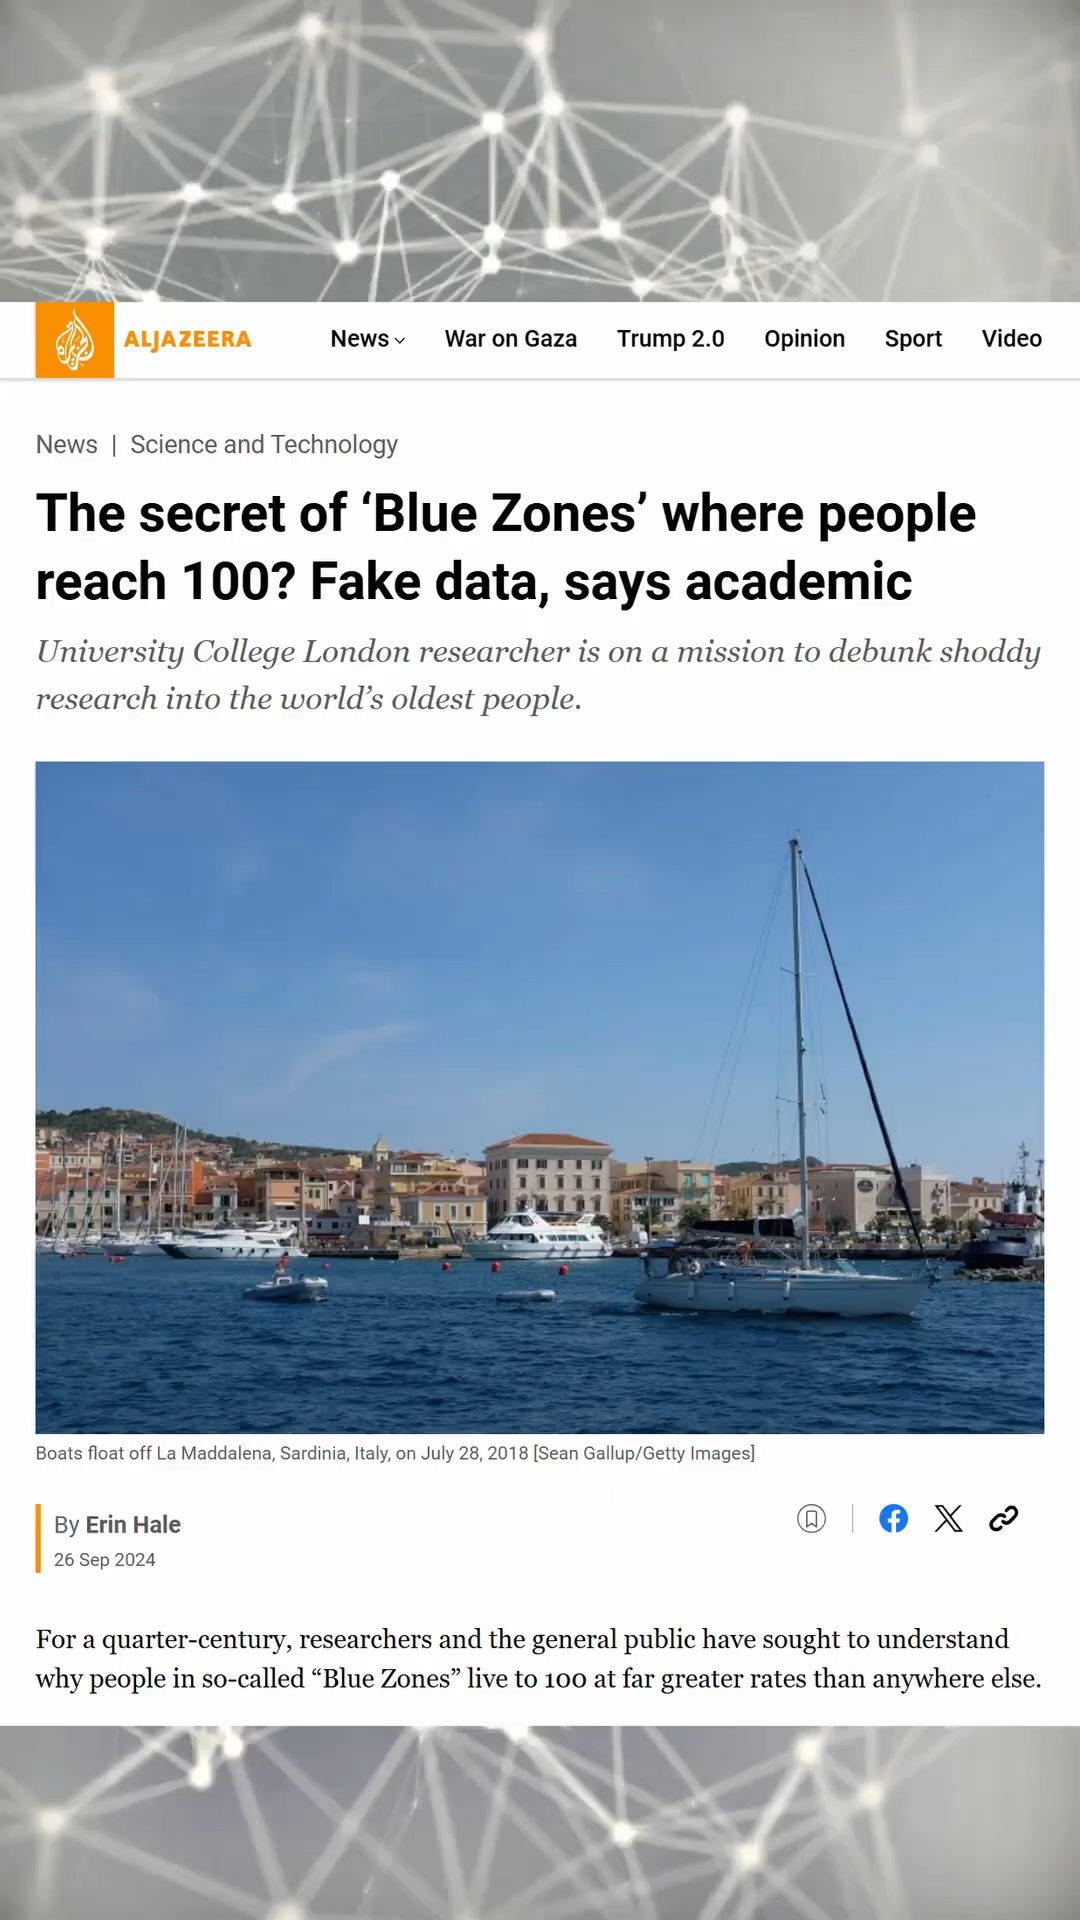 ALJAZEERA
News War on Gaza Trump 2.0 Opinion Sport Video
News | Science and Technology
The secret of ‘Blue Zones’ where people
reach 100? Fake data, says academic
University College London researcher is on a mission to debunk shoddy
research into the world’s oldest people.
Boats float off La Maddalena, Sardinia, Italy, on July 28, 2018 [Sean Gallup/Getty Images]
By Erin Hale
26 Sep 2024
For a quarter-century, researchers and the general public have sought to understand
why people in so-called “Blue Zones” live to 100 at far greater rates than anywhere else.